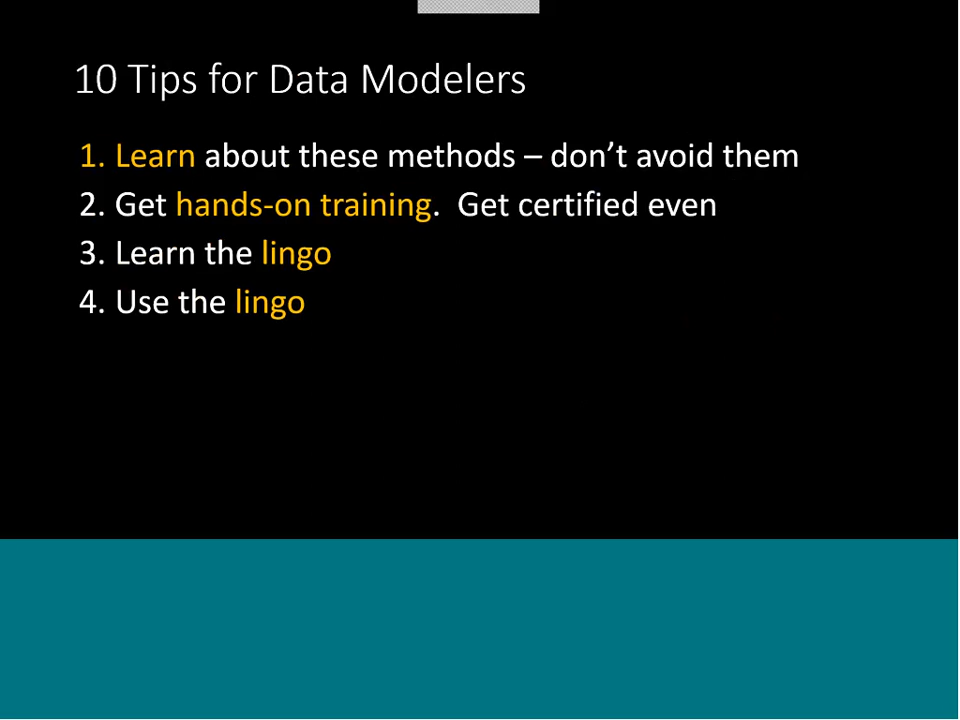 10 Tips for Data Modelers
1. Learn about these methods – don’t avoid them
2. Get hands-on training.  Get certified even
3. Learn the lingo
4. Use the lingo